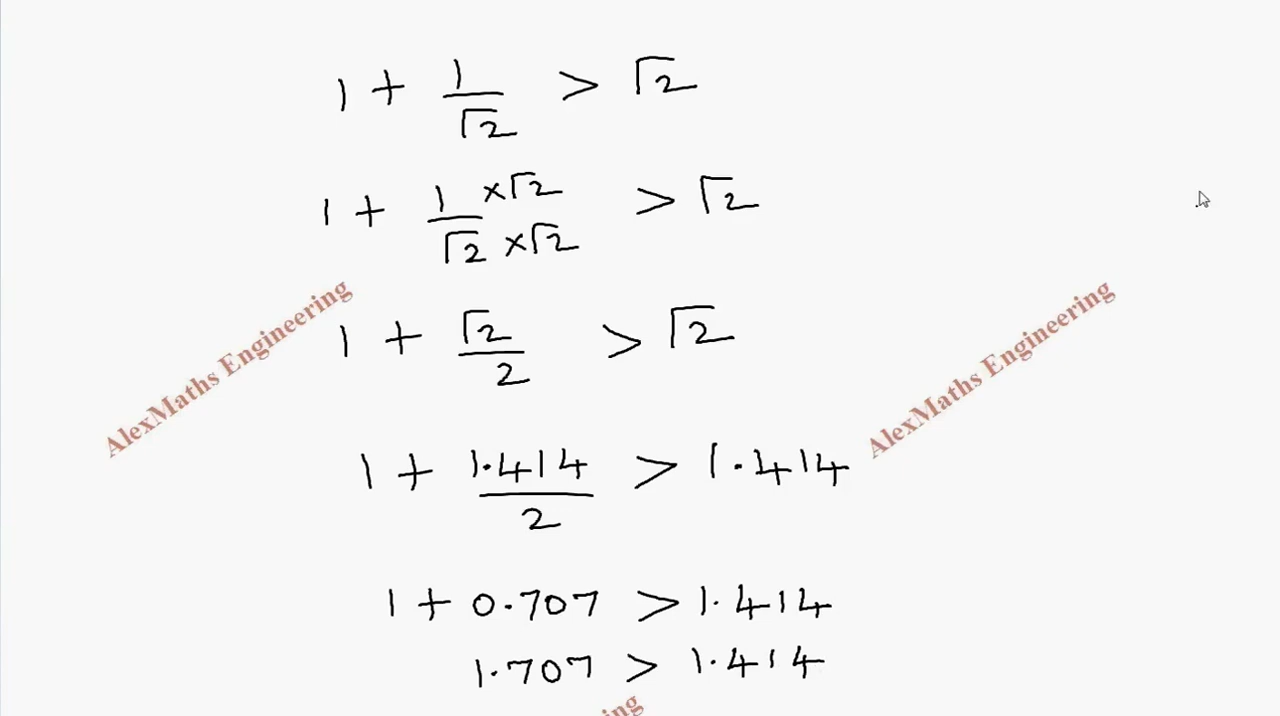 1 + 1/√2 > √2
1 + 1×√2/√2×√2 > √2
1 + √2/2 > √2
AlexMaths Engineering
AlexMaths Engineering
1 + 1.414/2 > 1.414
1 + 0.707 > 1.414
1.707 > 1.414